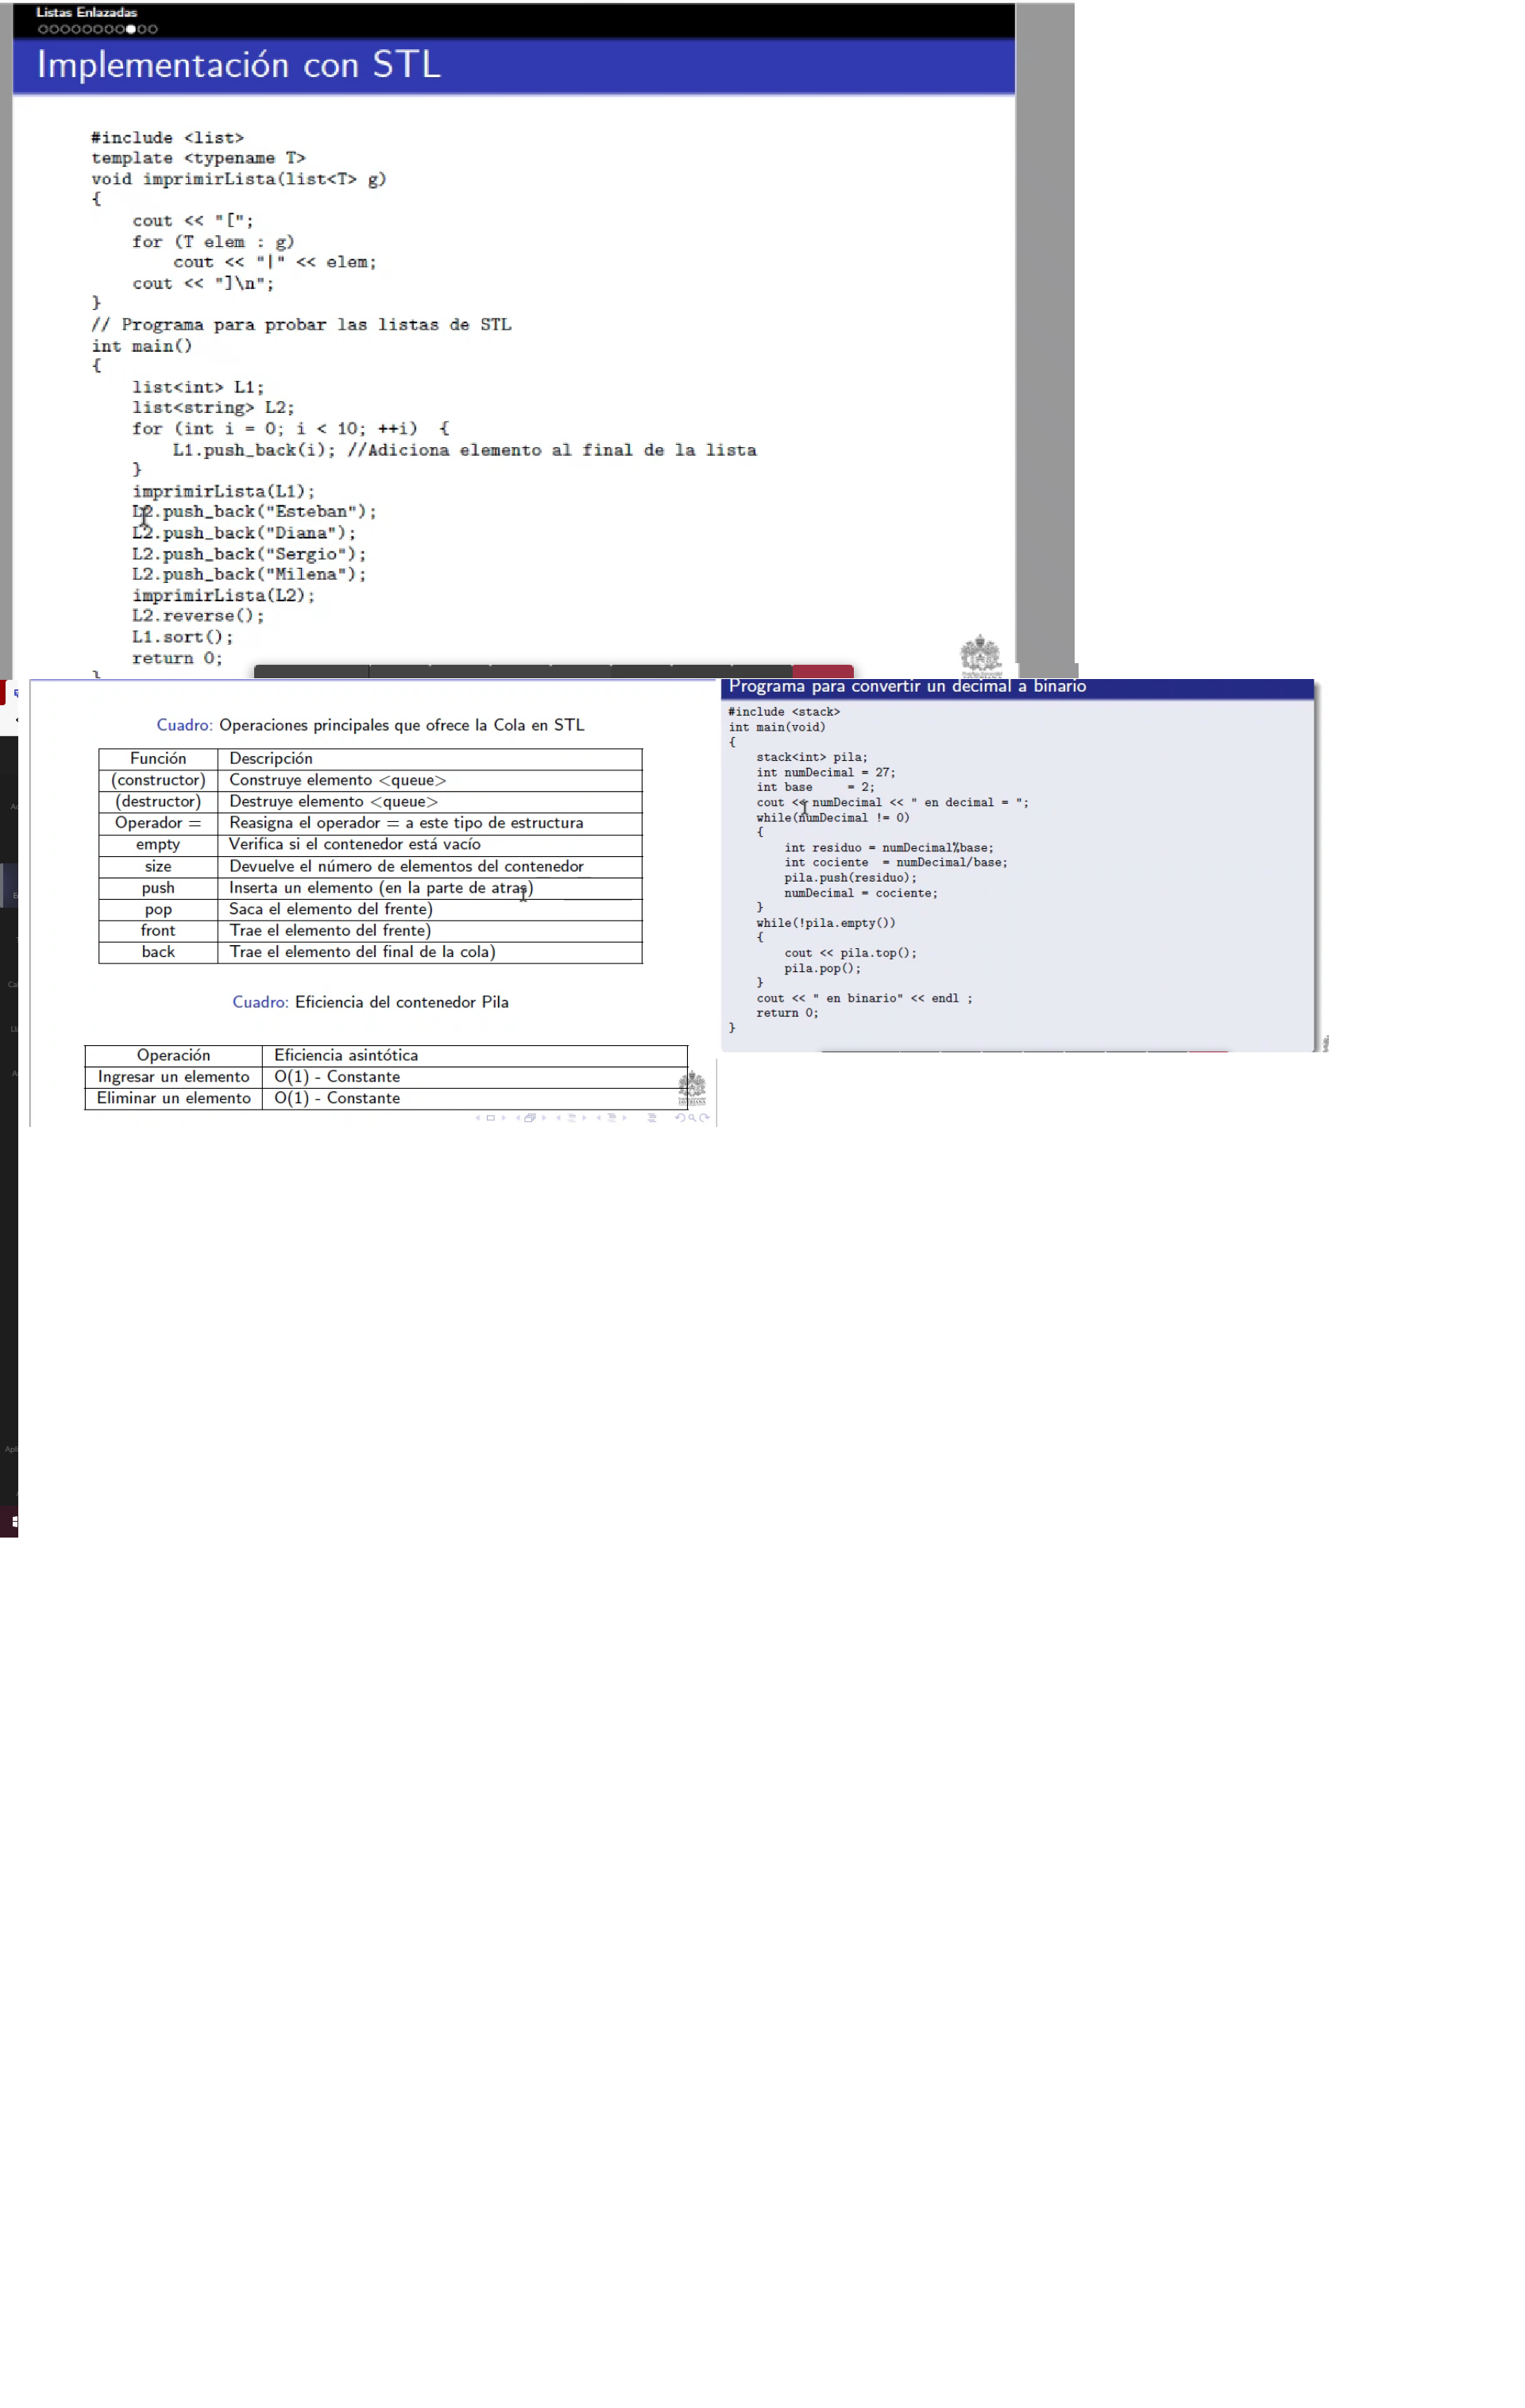 Listas Enlazadas
Implementación con STL
#include <list>
template <typename T>
void imprimirLista(list<T> g)
{
    cout << "[";
    for (T elem : g)
        cout << "|" << elem;
    cout << "]\n";
}
// Programa para probar las listas de STL
int main()
{
    list<int> L1;
    list<string> L2;
    for (int i = 0; i < 10; ++i)  {
        L1.push_back(i); //Adiciona elemento al final de la lista
    }
    imprimirLista(L1);
    L2.push_back("Esteban");
    L2.push_back("Diana");
    L2.push_back("Sergio");
    L2.push_back("Milena");
    imprimirLista(L2);
    L2.reverse();
    L1.sort();
    return 0;
}
Cuadro: Operaciones principales que ofrece la Cola en STL
Función Descripción
(constructor) Construye elemento <queue>
(destructor) Destruye elemento <queue>
Operador = Reasigna el operador = a este tipo de estructura
empty Verifica si el contenedor está vacío
size Devuelve el número de elementos del contenedor
push Inserta un elemento (en la parte de atras)
pop Saca el elemento del frente)
front Trae el elemento del frente)
back Trae el elemento del final de la cola)
Cuadro: Eficiencia del contenedor Pila
Operación Eficiencia asintótica
Ingresar un elemento O(1) - Constante
Eliminar un elemento O(1) - Constante
Programa para convertir un decimal a binario
#include <stack>
int main(void)
{
    stack<int> pila;
    int numDecimal = 27;
    int base     = 2;
    cout << numDecimal << " en decimal = ";
    while(numDecimal != 0)
    {
        int residuo = numDecimal%base;
        int cociente  = numDecimal/base;
        pila.push(residuo);
        numDecimal = cociente;
    }
    while(!pila.empty())
    {
        cout << pila.top();
        pila.pop();
    }
    cout << " en binario" << endl ;
    return 0;
}